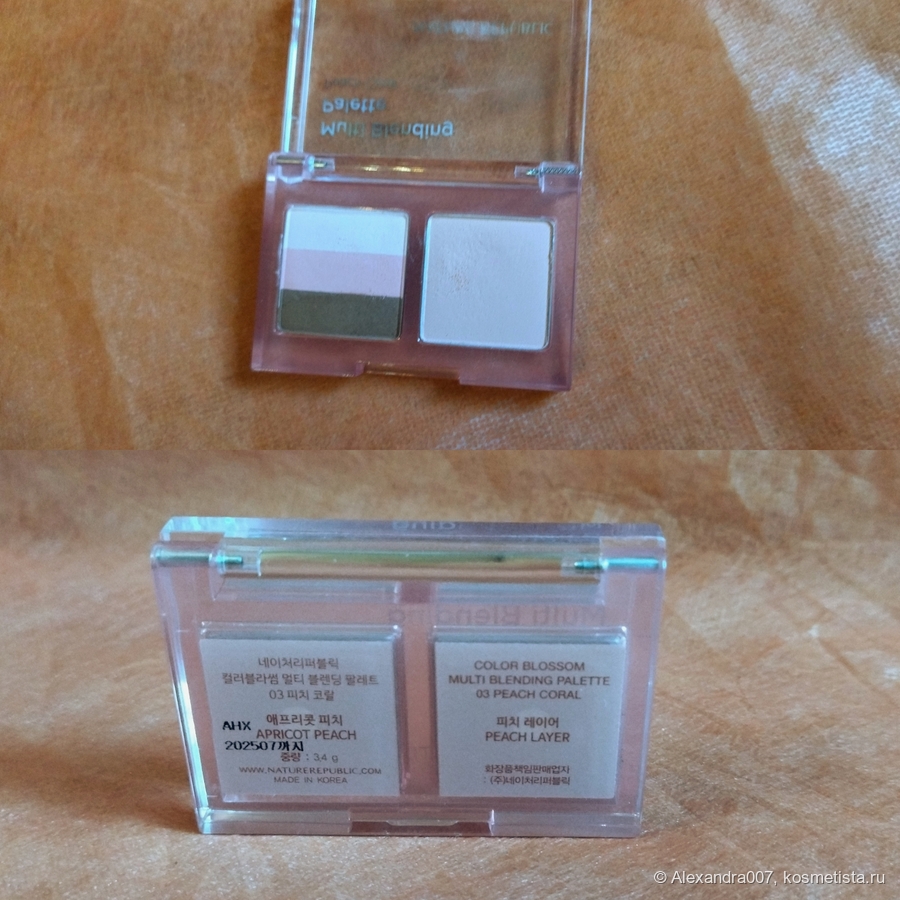 Palette
Multi Blending
Multi Blending
네이처리퍼블릭
컬러블라썸 멀티 블렌딩 팔레트
03 피치 코랄
AHX 애프리콧 피치
APRICOT PEACH
202507까지
중량 : 3.4 g
WWW.NATUREREPUBLIC.COM
MADE IN KOREA
COLOR BLOSSOM
MULTI BLENDING PALETTE
03 PEACH CORAL
피치 레이어
PEACH LAYER
화장품책임판매업자
: (주)네이처리퍼블릭
© Alexandra007, kosmetista.ru